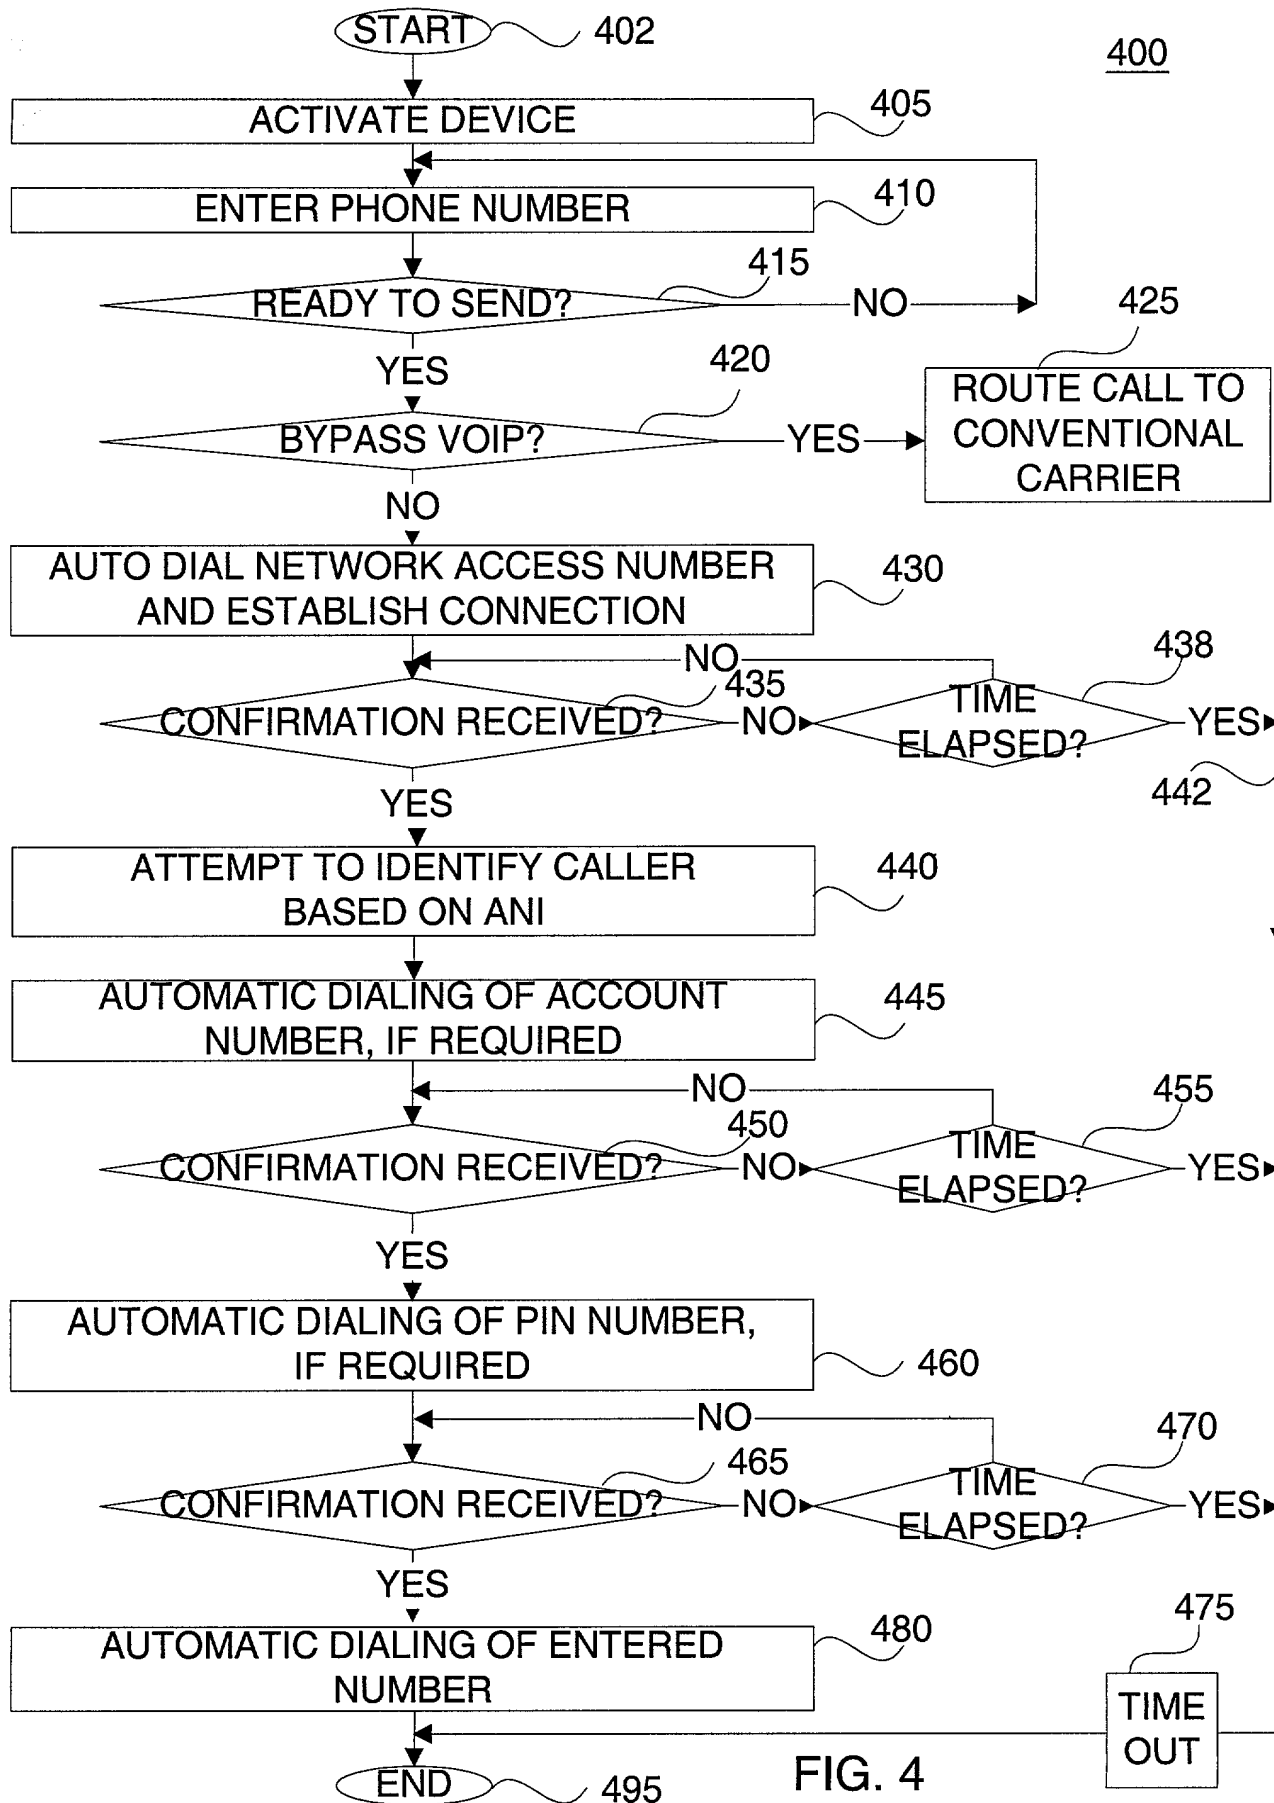 START
402
400
ACTIVATE DEVICE
405
ENTER PHONE NUMBER
410
READY TO SEND?
415
NO
YES
420
425
BYPASS VOIP?
YES
ROUTE CALL TO
CONVENTIONAL
CARRIER
NO
AUTO DIAL NETWORK ACCESS NUMBER
AND ESTABLISH CONNECTION
430
NO
438
435
CONFIRMATION RECEIVED?
NO
TIME
ELAPSED?
YES
442
YES
ATTEMPT TO IDENTIFY CALLER
BASED ON ANI
440
AUTOMATIC DIALING OF ACCOUNT
NUMBER, IF REQUIRED
445
NO
455
450
CONFIRMATION RECEIVED?
NO
TIME
ELAPSED?
YES
YES
AUTOMATIC DIALING OF PIN NUMBER,
IF REQUIRED
460
NO
470
465
CONFIRMATION RECEIVED?
NO
TIME
ELAPSED?
YES
YES
475
AUTOMATIC DIALING OF ENTERED
NUMBER
480
TIME
OUT
END
495
FIG. 4